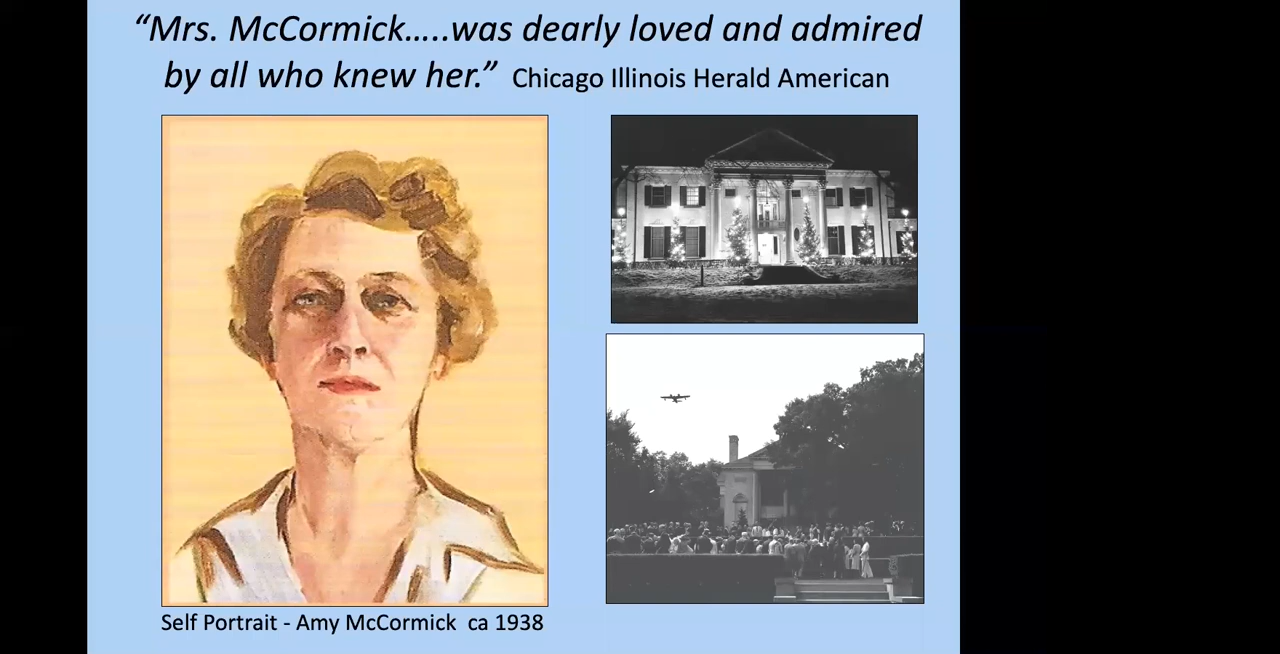 “Mrs. McCormick…..was dearly loved and admired
by all who knew her.” Chicago Illinois Herald American
Self Portrait - Amy McCormick ca 1938